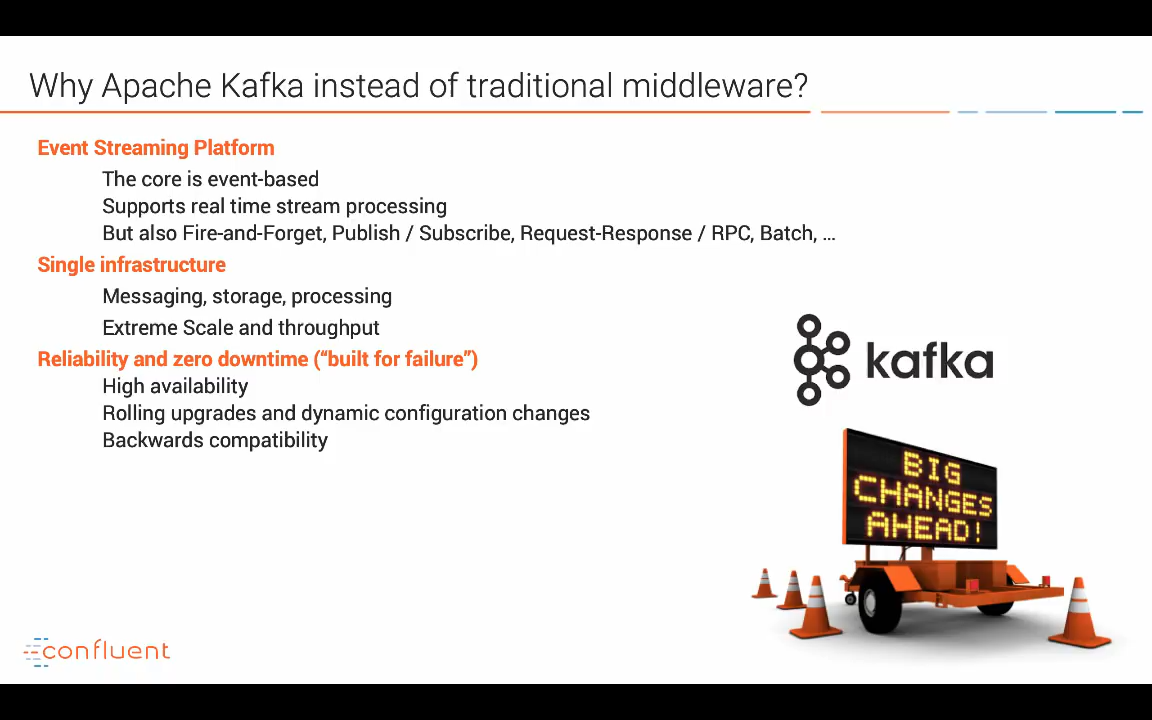 Why Apache Kafka instead of traditional middleware?
Event Streaming Platform
The core is event-based
Supports real time stream processing
But also Fire-and-Forget, Publish / Subscribe, Request-Response / RPC, Batch, ...
Single infrastructure
Messaging, storage, processing
Extreme Scale and throughput
Reliability and zero downtime (“built for failure”)
High availability
Rolling upgrades and dynamic configuration changes
Backwards compatibility
kafka
BIG
CHANGES
AHEAD!
confluent